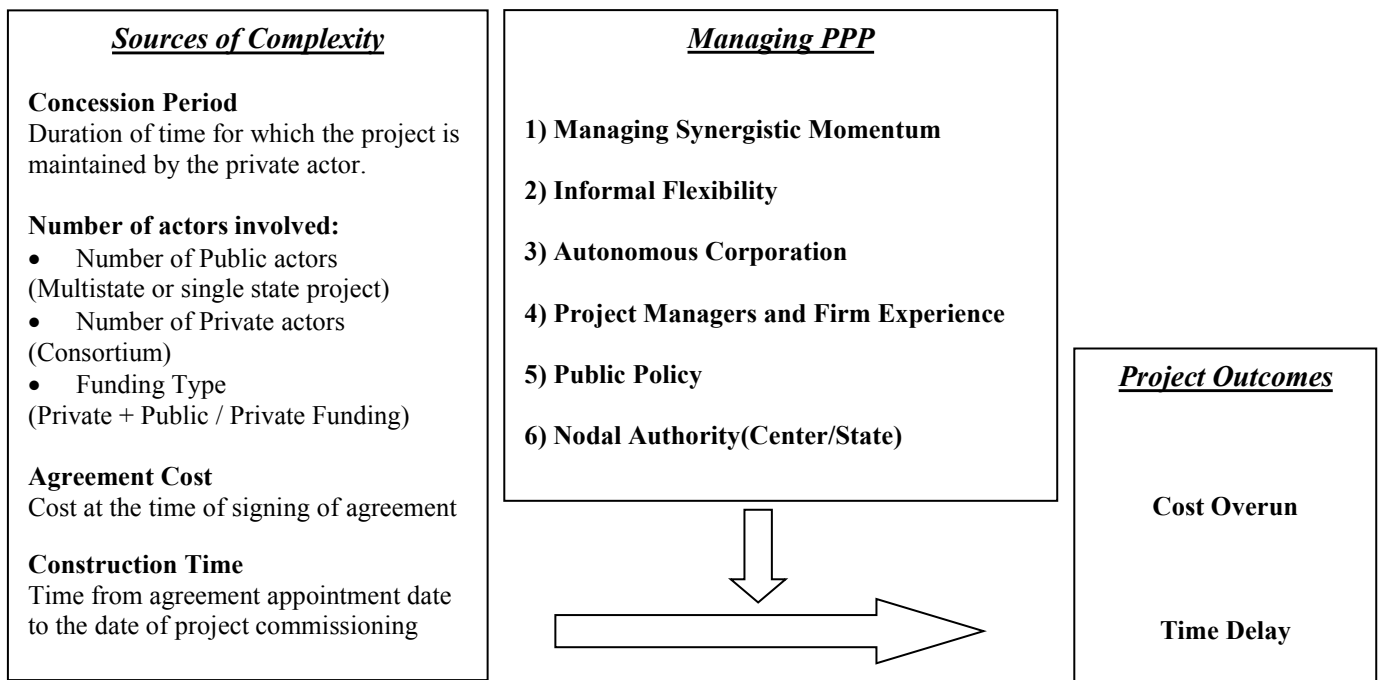 Sources of Complexity
Concession Period
Duration of time for which the project is
maintained by the private actor.
Number of actors involved:
• Number of Public actors
(Multistate or single state project)
• Number of Private actors
(Consortium)
• Funding Type
(Private + Public / Private Funding)
Agreement Cost
Cost at the time of signing of agreement
Construction Time
Time from agreement appointment date
to the date of project commissioning
Managing PPP
1) Managing Synergistic Momentum
2) Informal Flexibility
3) Autonomous Corporation
4) Project Managers and Firm Experience
5) Public Policy
6) Nodal Authority(Center/State)
Project Outcomes
Cost Overun
Time Delay